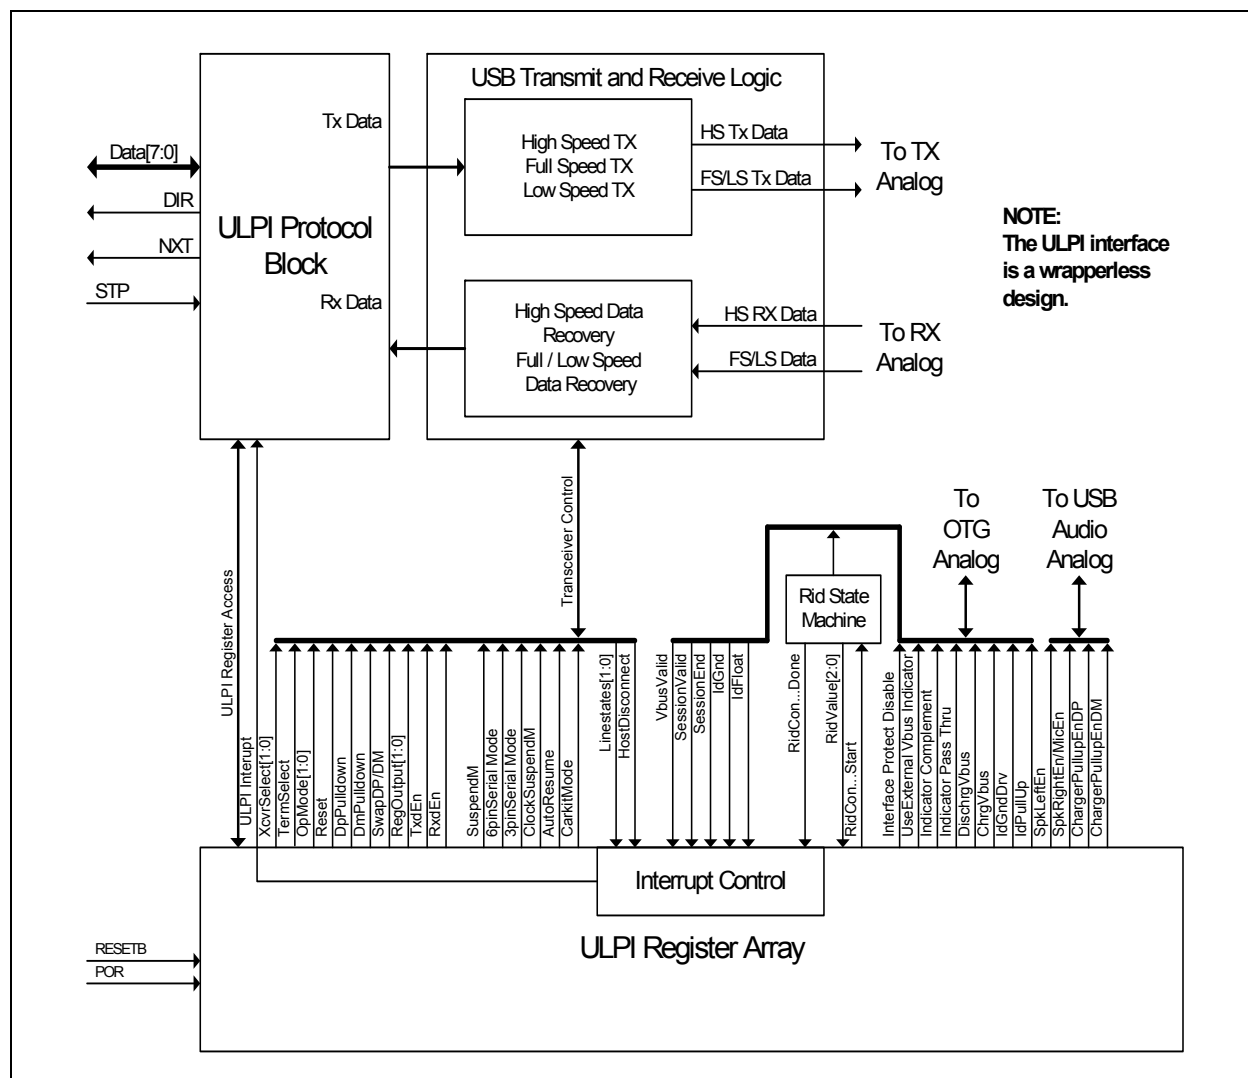 USB Transmit and Receive Logic
Tx Data
High Speed TX
Full Speed TX
Low Speed TX
HS Tx Data
FS/LS Tx Data
To TX
Analog
Data[7:0]
DIR
NXT
STP
ULPI Protocol
Block
Rx Data
High Speed Data
Recovery
Full / Low Speed
Data Recovery
HS RX Data
FS/LS Data
To RX
Analog
NOTE:
The ULPI interface
is a wrapperless
design.
ULPI Register Access
ULPI Interupt
Transceiver Control
To
OTG
Analog
To USB
Audio
Analog
Rid State
Machine
XcvrSelect[1:0]
TermSelect
OpMode[1:0]
Reset
DpPulldown
DmPulldown
SwapDP/DM
RegOutput[1:0]
TxdEn
RxdEn
SuspendM
6pinSerial Mode
3pinSerial Mode
ClockSuspendM
AutoResume
CarkitMode
Linestates[1:0]
HostDisconnect
VbusValid
SessionValid
SessionEnd
IdGnd
IdFloat
RidCon...Done
RidValue[2:0]
RidCon...Start
Interface Protect Disable
UseExternal Vbus Indicator
Indicator Complement
Indicator Pass Thru
DischrgVbus
ChrgVbus
IdGndDrv
IdPullUp
SpkLeftEn
SpkRightEn/MicEn
ChargerPullupEnDP
ChargerPullupEnDM
Interrupt Control
ULPI Register Array
RESETB
POR